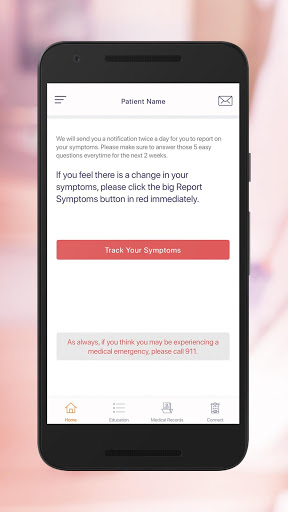 Patient Name
We will send you a notification twice a day for you to report on
your symptoms. Please make sure to answer those 5 easy
questions everytime for the next 2 weeks.
If you feel there is a change in your
symptoms, please click the big Report
Symptoms button in red immediately.
Track Your Symptoms
As always, if you think you may be experiencing a
medical emergency, please call 911.
Home Education Medical Records Connect